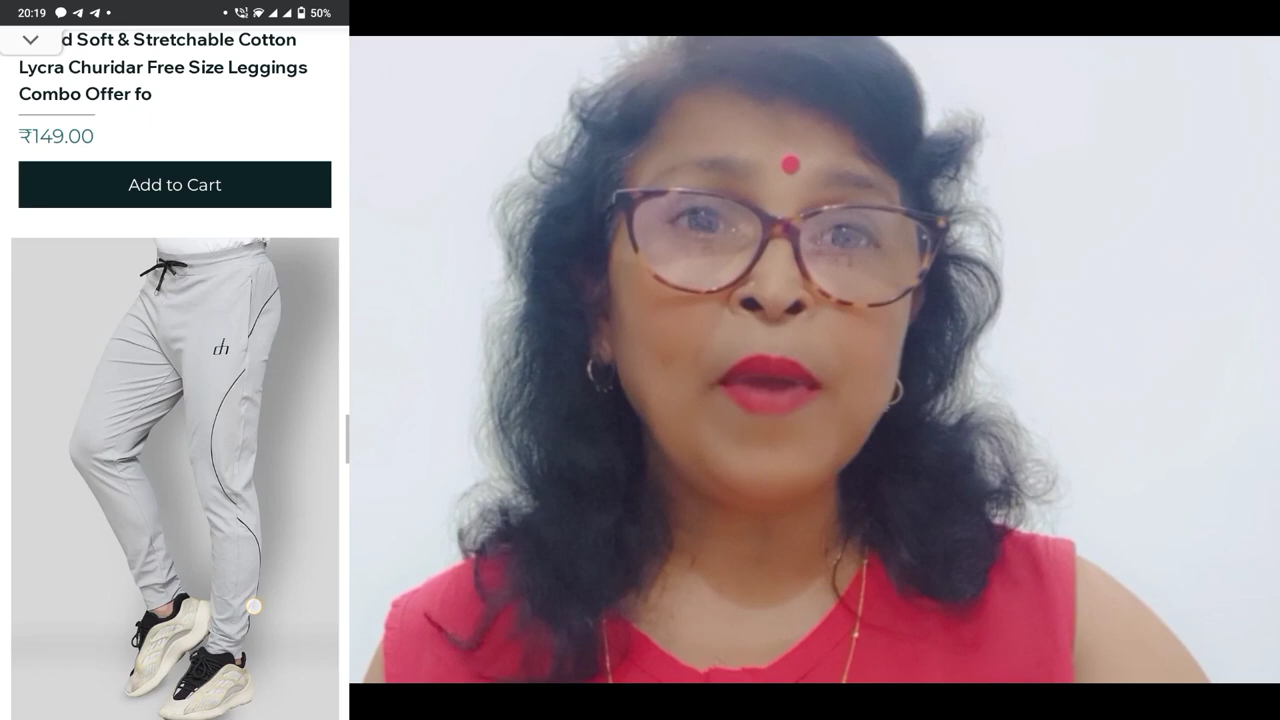 20:19
50%
d Soft & Stretchable Cotton
Lycra Churidar Free Size Leggings
Combo Offer fo
₹149.00
Add to Cart